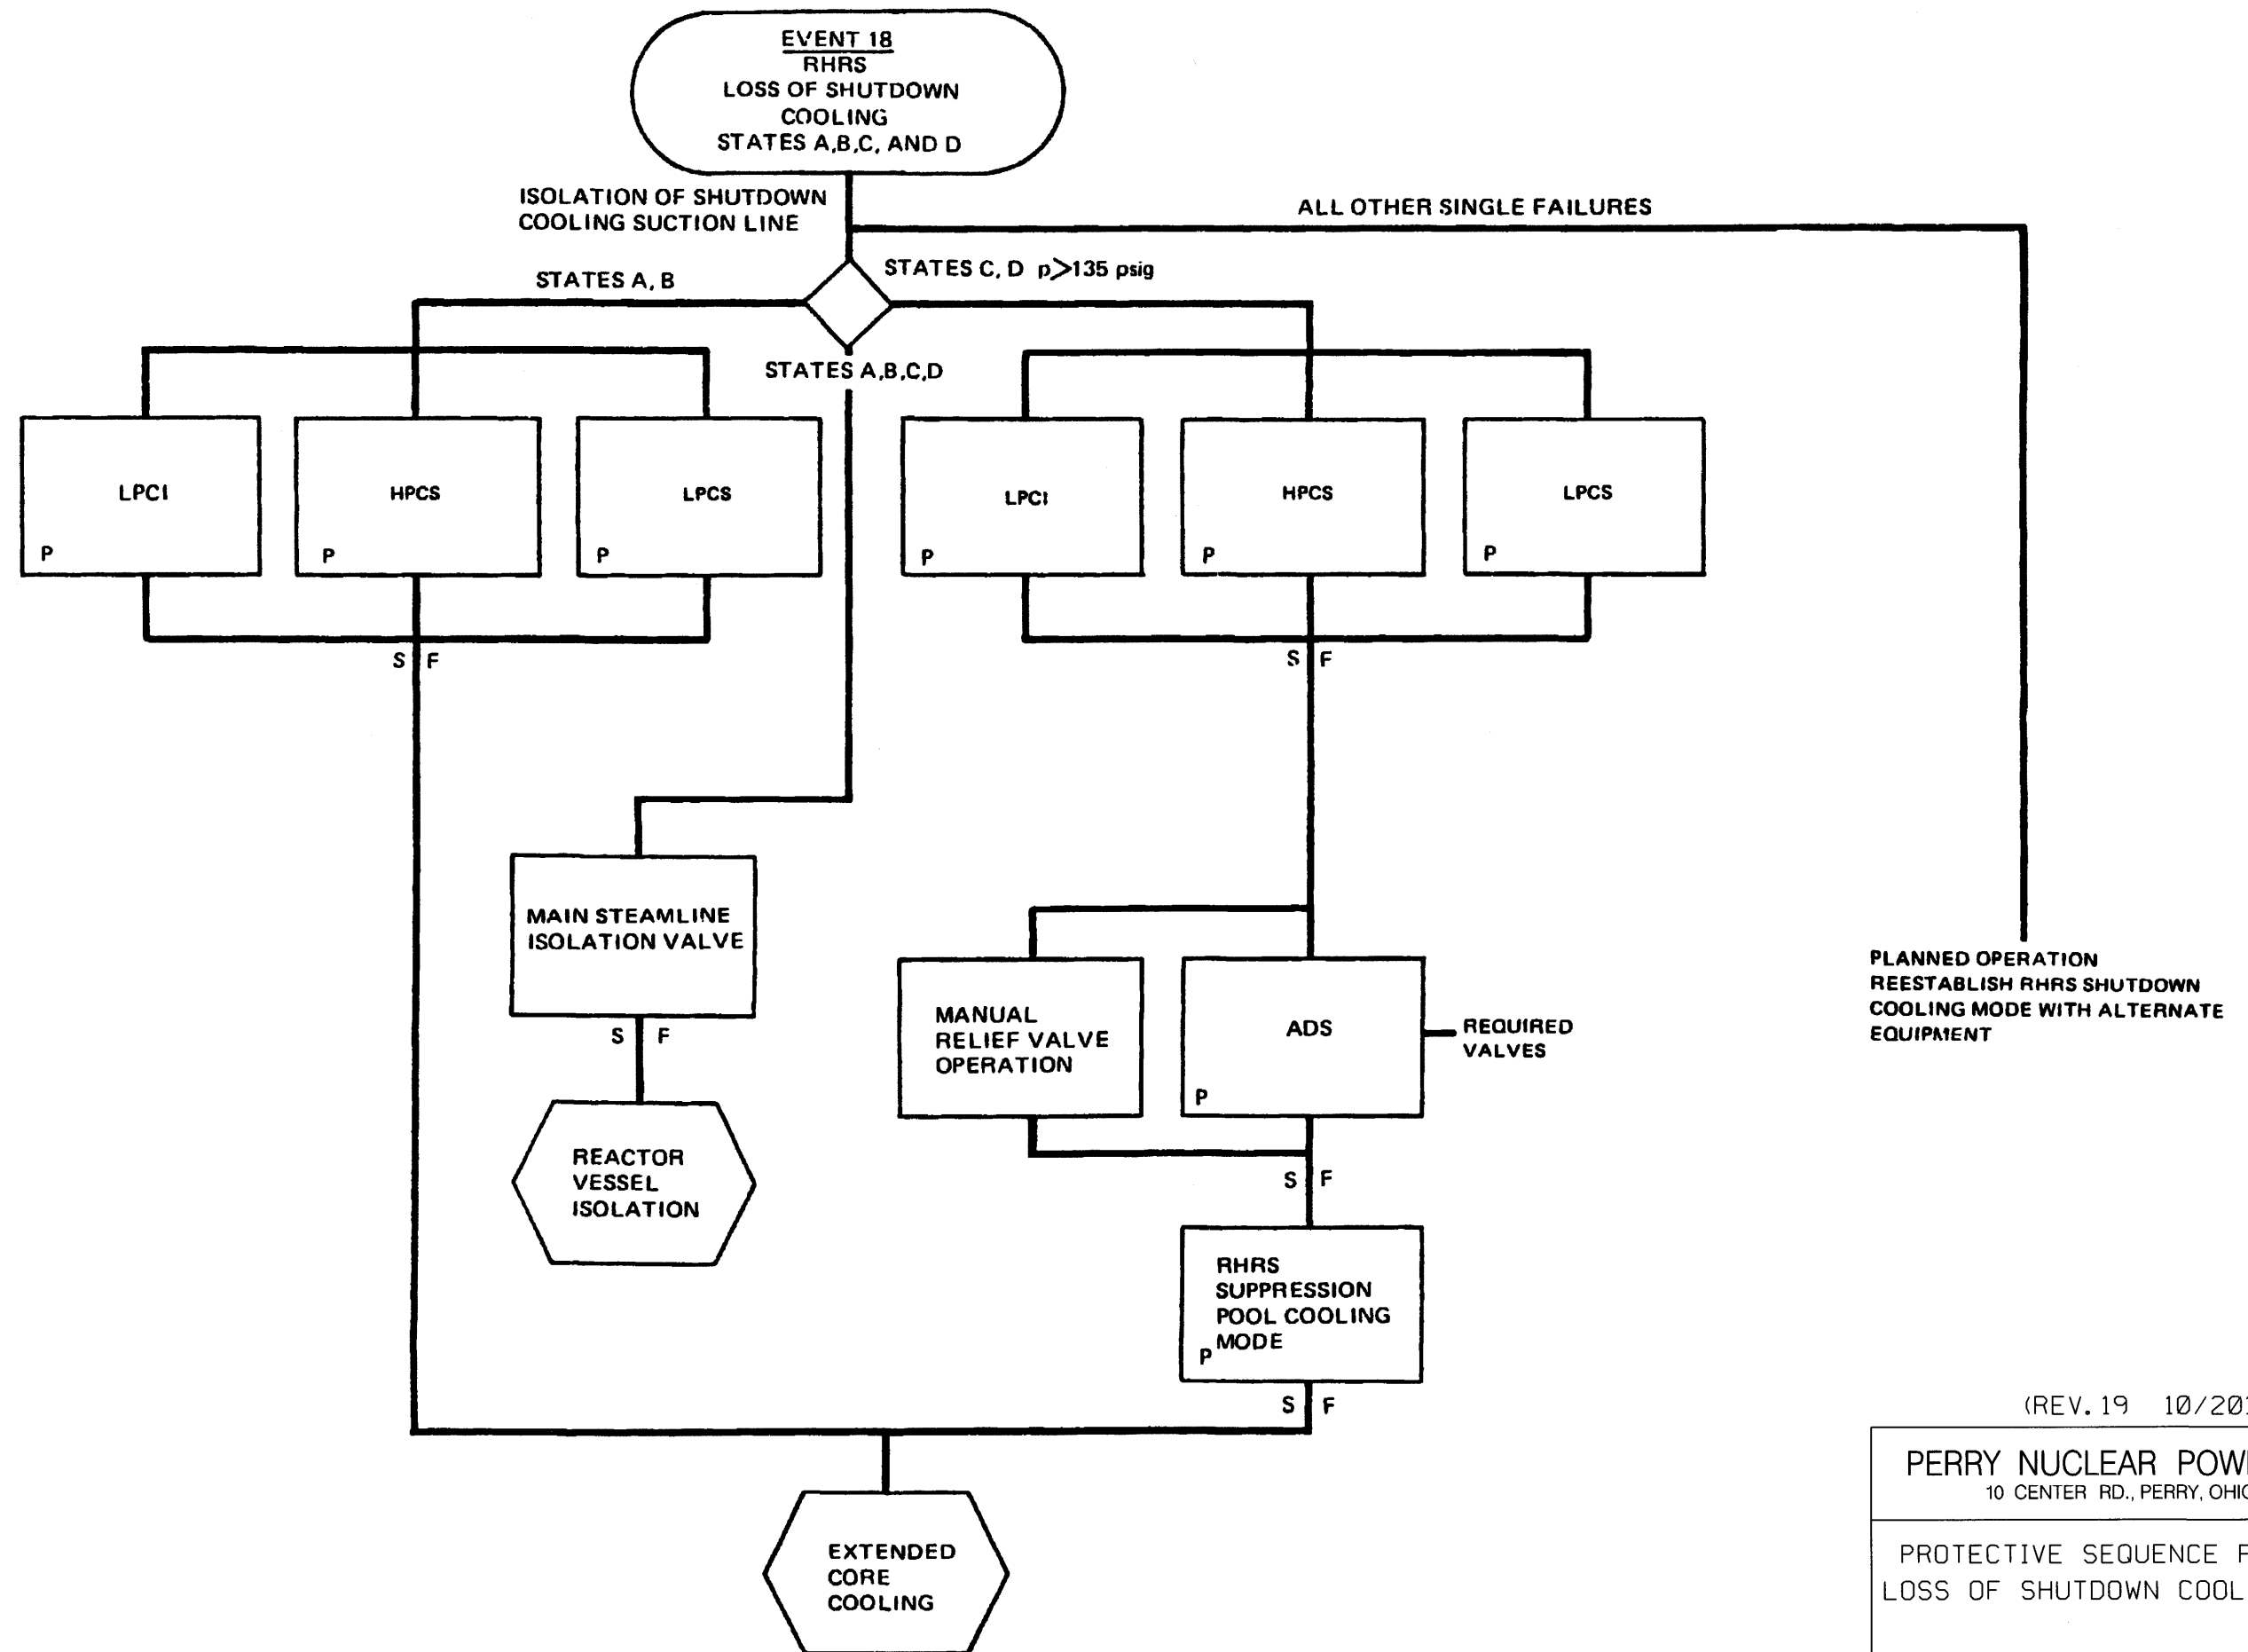 EVENT 18
RHRS
LOSS OF SHUTDOWN
COOLING
STATES A,B,C, AND D
ISOLATION OF SHUTDOWN
COOLING SUCTION LINE
ALL OTHER SINGLE FAILURES
STATES A, B
STATES C, D p>135 psig
STATES A,B,C,D
LPCI
P
HPCS
P
LPCS
P
LPCI
P
HPCS
P
LPCS
P
S F
S F
MAIN STEAMLINE
ISOLATION VALVE
S F
REACTOR
VESSEL
ISOLATION
MANUAL
RELIEF VALVE
OPERATION
ADS
P
REQUIRED
VALVES
PLANNED OPERATION
REESTABLISH RHRS SHUTDOWN
COOLING MODE WITH ALTERNATE
EQUIPMENT
S F
RHRS
SUPPRESSION
POOL COOLING
MODE
P
S F
EXTENDED
CORE
COOLING
(REV. 19 10/20
PERRY NUCLEAR
10 CENTER RD., PERRY,
PROTECTIVE SEQUENCE
LOSS OF SHUTDOWN